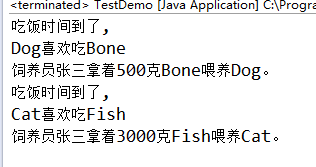 <terminated> TestDemo [Java Application] C:\Progra
吃饭时间到了,
Dog喜欢吃Bone
饲养员张三拿着500克Bone喂养Dog。
吃饭时间到了,
Cat喜欢吃Fish
饲养员张三拿着3000克Fish喂养Cat。